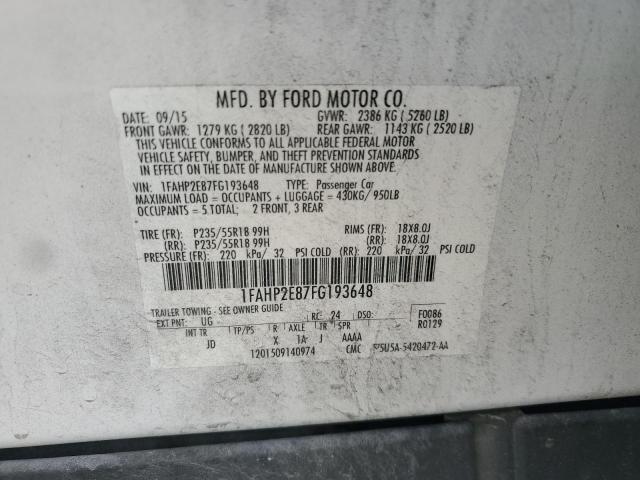 MFD. BY FORD MOTOR CO.
DATE: 09/15 GVWR: 2386 KG ( 5260 LB)
FRONT GAWR: 1279 KG ( 2820 LB) REAR GAWR: 1143 KG ( 2520 LB)
THIS VEHICLE CONFORMS TO ALL APPLICABLE FEDERAL MOTOR
VEHICLE SAFETY, BUMPER, AND THEFT PREVENTION STANDARDS
IN EFFECT ON THE DATE OF MANUFACTURE SHOWN ABOVE.
VIN: 1FAHP2E87FG193648 TYPE: Passenger Car
MAXIMUM LOAD = OCCUPANTS + LUGGAGE = 430KG/ 950LB
OCCUPANTS = 5 TOTAL: 2 FRONT, 3 REAR
TIRE (FR): P235/55R18 99H RIMS (FR): 18X8.0J
(RR): P235/55R18 99H (RR): 18X8.0J
PRESSURE (FR): 220 kPa/ 32 PSI COLD (RR): 220 kPa/ 32 PSI COLD
1FAHP2E87FG193648
TRAILER TOWING - SEE OWNER GUIDE
EXT PNT: UG RC: 24 DSO: F0086
INT TR TP/PS R AXLE TR SPR R0129
JD X 1A J AAAA
1201509140974 CMC 5U5A-5420472-AA